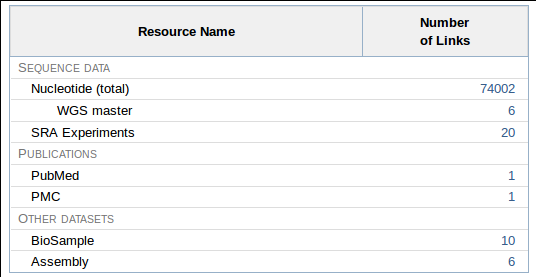 Resource Name
Number
of Links
SEQUENCE DATA
Nucleotide (total) 74002
WGS master 6
SRA Experiments 20
PUBLICATIONS
PubMed 1
PMC 1
OTHER DATASETS
BioSample 10
Assembly 6